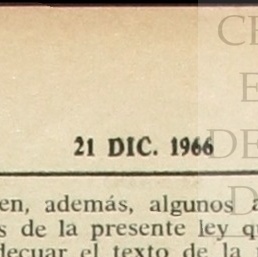 21 DIC. 1966
en, además, algunos
s de la presente ley
decuar el texto de la